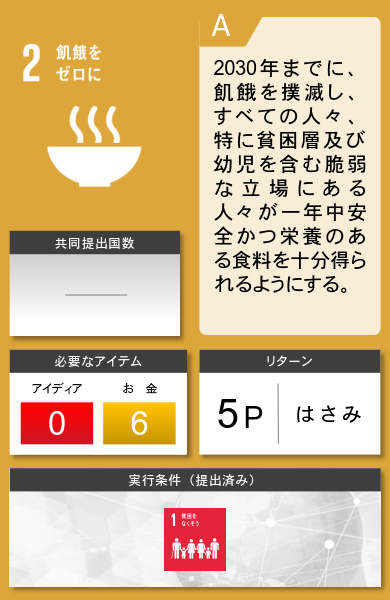 2
飢餓を
ゼロに
A
2030年までに、
飢餓を撲滅し、
すべての人々、
特に貧困層及び
幼児を含む脆弱
な立場にある
人々が一年中安
全かつ栄養のあ
る食料を十分得ら
れるようにする。
共同提出国数
必要なアイテム
アイディア
お 金
0
6
リターン
5P
はさみ
実行条件（提出済み）
1
貧困を
なくそう